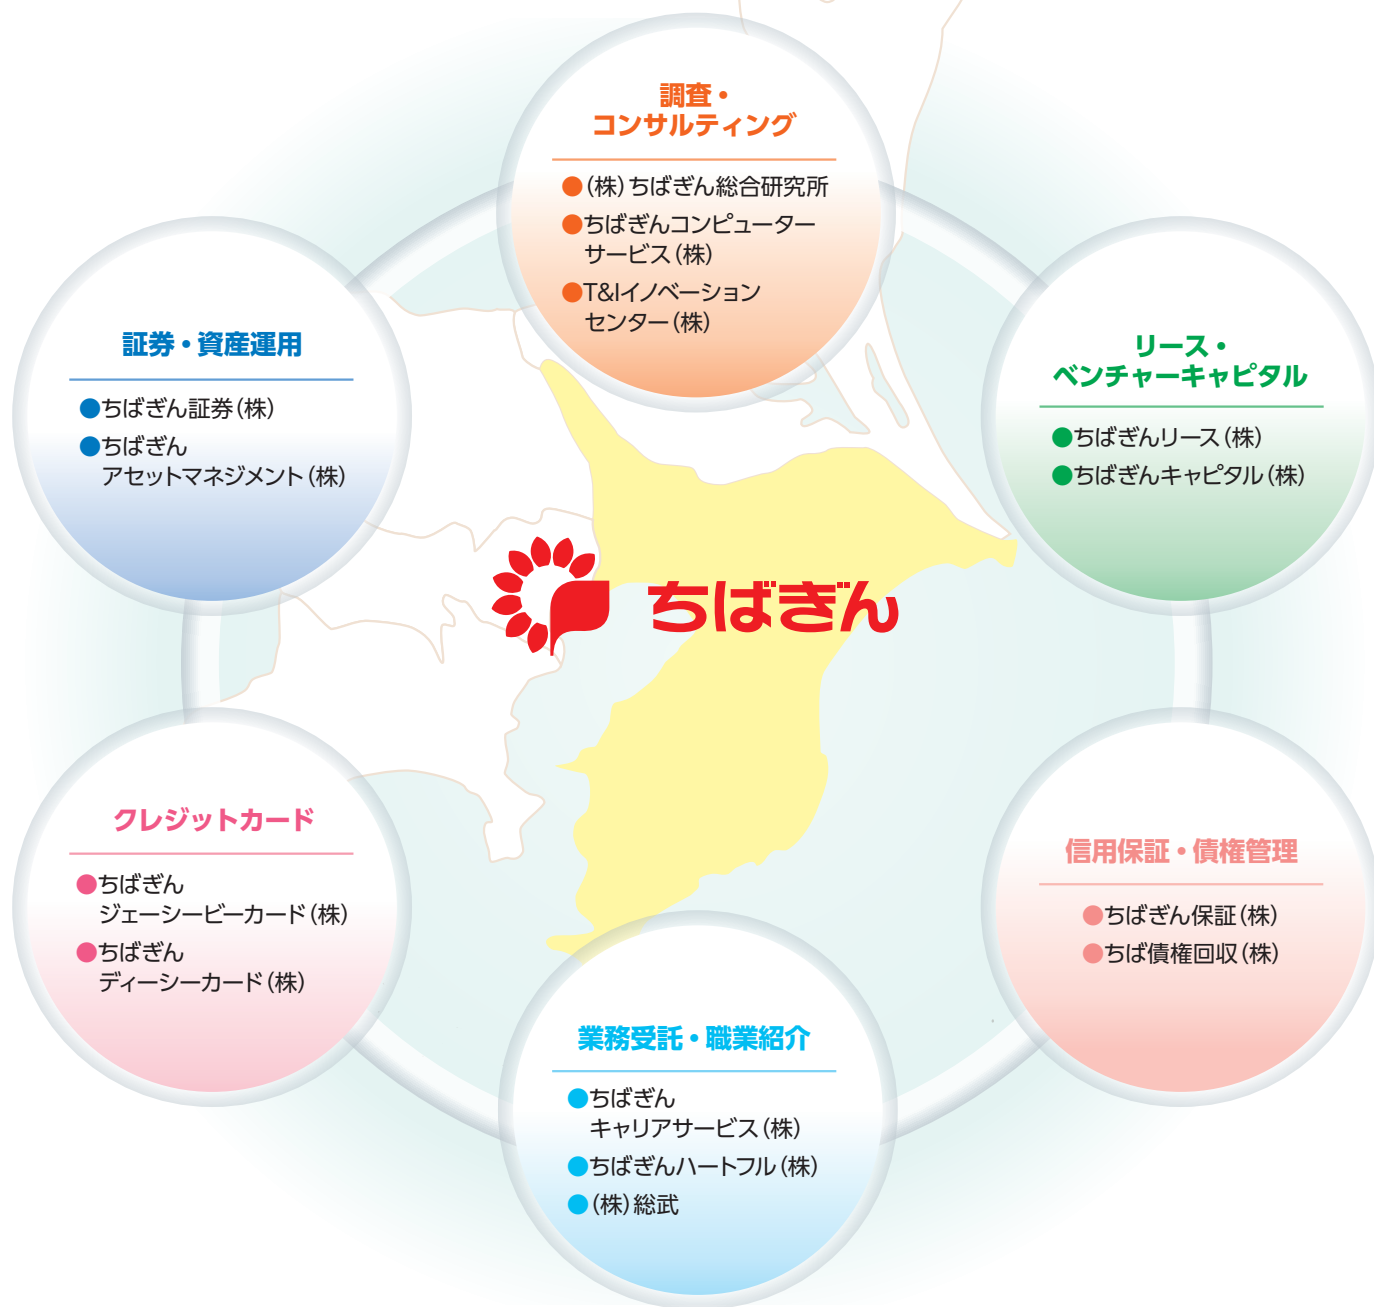 調査・
コンサルティング
●(株)ちばぎん総合研究所
●ちばぎんコンピューター
サービス(株)
●T&Iイノベーション
センター(株)
証券・資産運用
●ちばぎん証券(株)
●ちばぎん
アセットマネジメント(株)
リース・
ベンチャーキャピタル
●ちばぎんリース(株)
●ちばぎんキャピタル(株)
ちばぎん
クレジットカード
●ちばぎん
ジェーシービーカード(株)
●ちばぎん
ディーシーカード(株)
信用保証・債権管理
●ちばぎん保証(株)
●ちば債権回収(株)
業務受託・職業紹介
●ちばぎん
キャリアサービス(株)
●ちばぎんハートフル(株)
●(株)総武